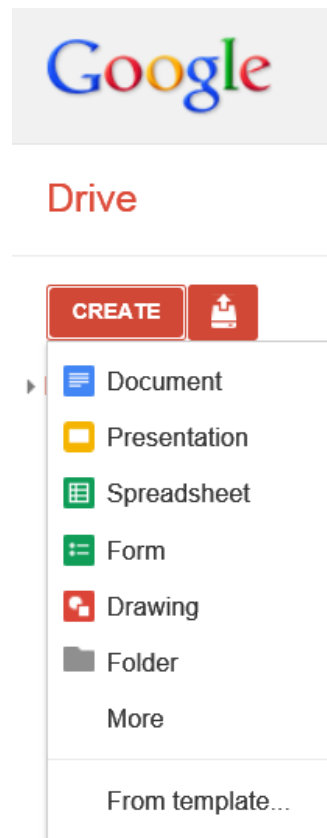 Google
Drive
CREATE
Document
Presentation
Spreadsheet
Form
Drawing
Folder
More
From template...